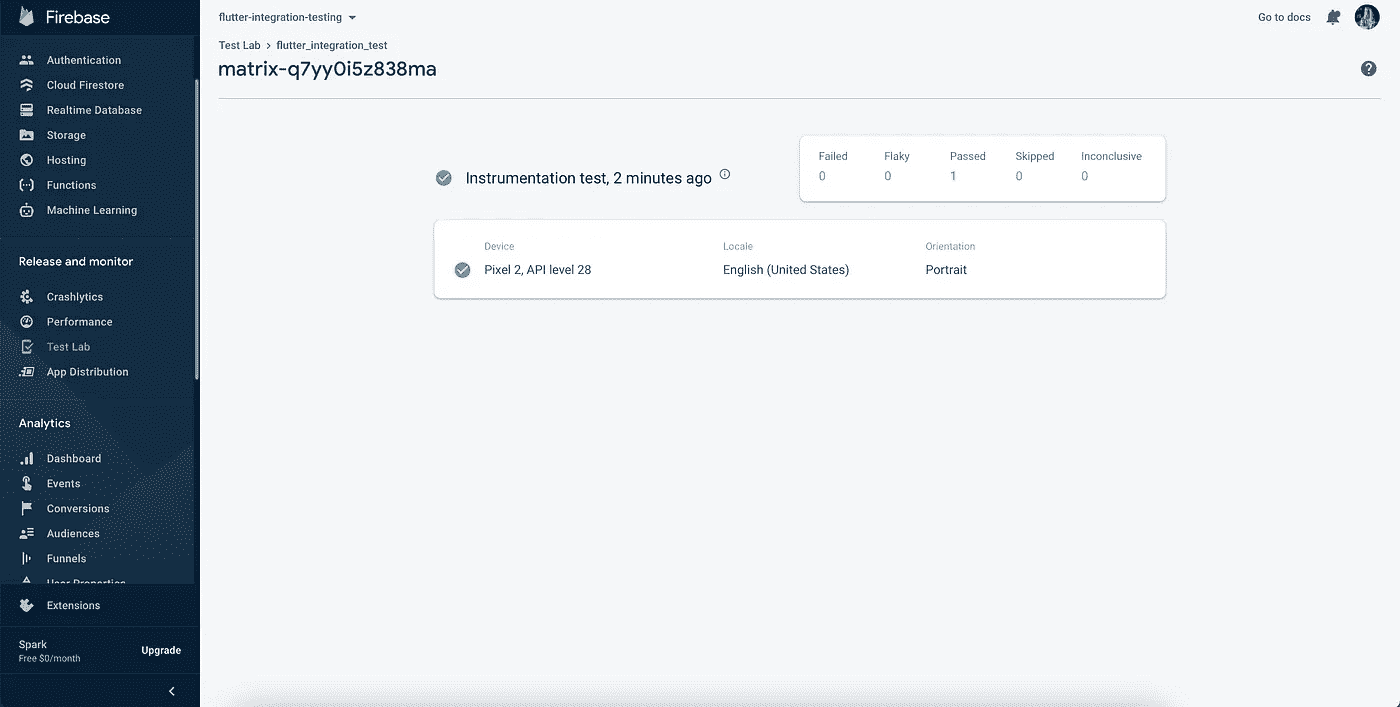 Firebase
Authentication
Cloud Firestore
Realtime Database
Storage
Hosting
Functions
Machine Learning
Release and monitor
Crashlytics
Performance
Test Lab
App Distribution
Analytics
Dashboard
Events
Conversions
Audiences
Funnels
User Properties
Extensions
Spark
Free $0/month
Upgrade
flutter-integration-testing
Go to docs
Test Lab > flutter_integration_test
matrix-q7yy0i5z838ma
Instrumentation test, 2 minutes ago
Failed Flaky Passed Skipped Inconclusive
0 0 1 0 0
Device Locale Orientation
Pixel 2, API level 28 English (United States) Portrait